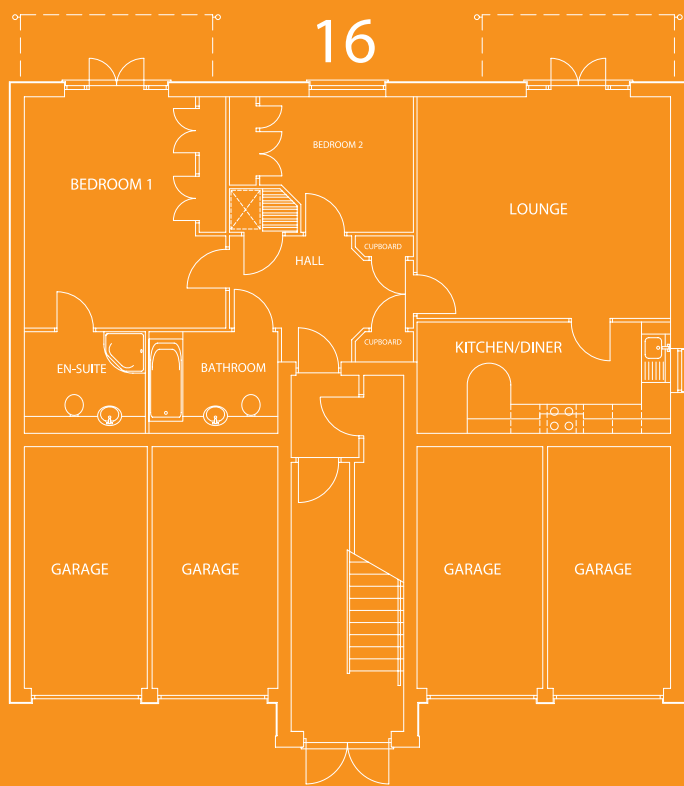 16
BEDROOM 1
BEDROOM 2
LOUNGE
CUPBOARD
HALL
CUPBOARD
KITCHEN/DINER
EN-SUITE
BATHROOM
GARAGE
GARAGE
GARAGE
GARAGE